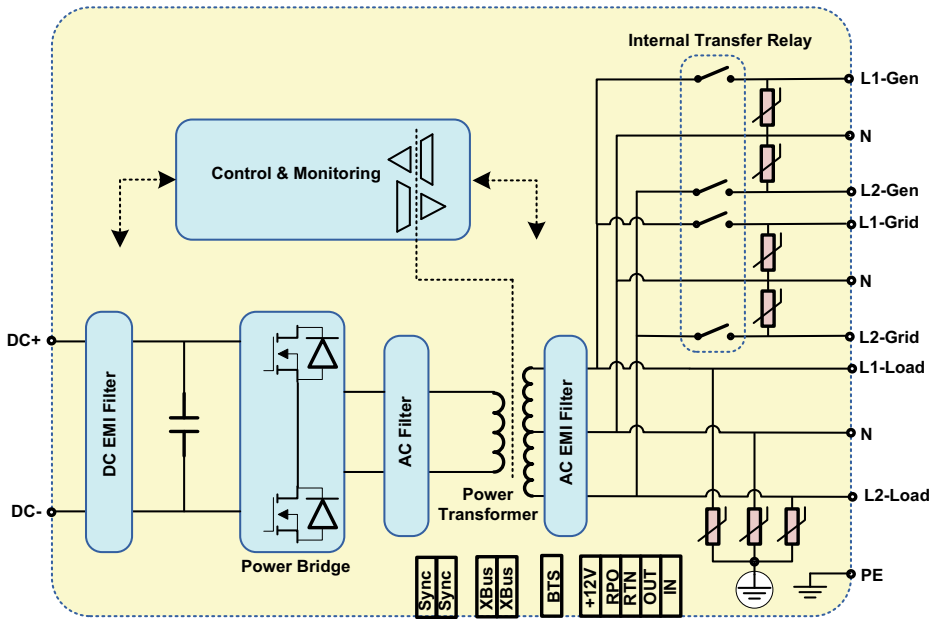 Internal Transfer Relay
L1-Gen
N
L2-Gen
L1-Grid
N
L2-Grid
L1-Load
N
L2-Load
PE
Control & Monitoring
DC+
DC-
DC EMI Filter
Power Bridge
AC Filter
Power
Transformer
AC EMI Filter
Sync
Sync
XBus
XBus
BTS
+12V
RPO
RTN
OUT
IN